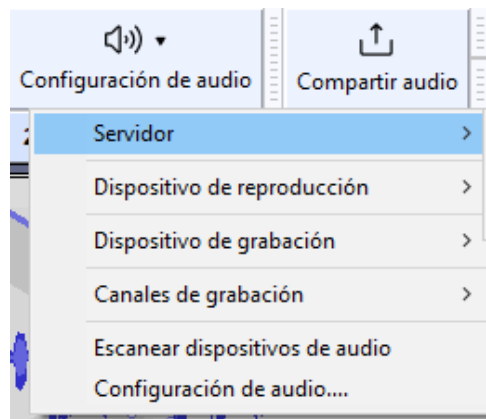 Configuración de audio
Compartir audio
Servidor
Dispositivo de reproducción
Dispositivo de grabación
Canales de grabación
Escanear dispositivos de audio
Configuración de audio....